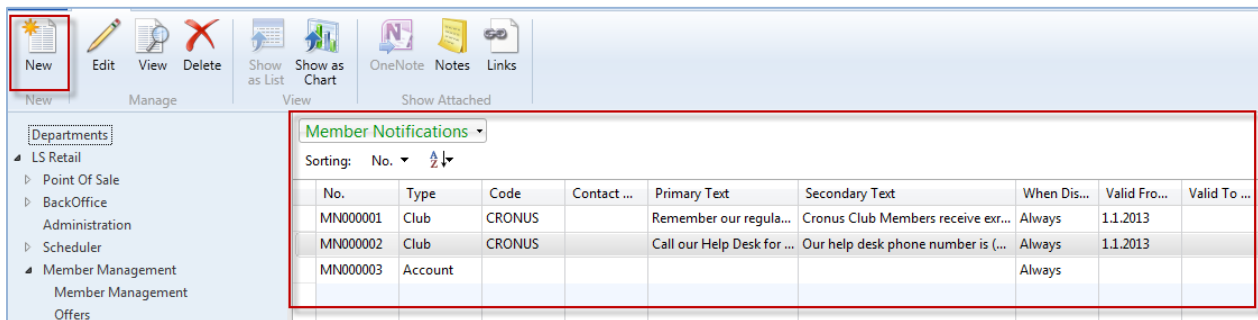 New Edit View Delete Show as List Show as Chart OneNote Notes Links
New Manage View Show Attached
Departments
LS Retail
Point Of Sale
BackOffice
Administration
Scheduler
Member Management
Member Management
Offers
Member Notifications
Sorting: No. A Z
No. Type Code Contact ... Primary Text Secondary Text When Dis... Valid Fro... Valid To ...
MN000001 Club CRONUS Remember our regula... Cronus Club Members receive exr... Always 1.1.2013
MN000002 Club CRONUS Call our Help Desk for ... Our help desk phone number is (... Always 1.1.2013
MN000003 Account Always